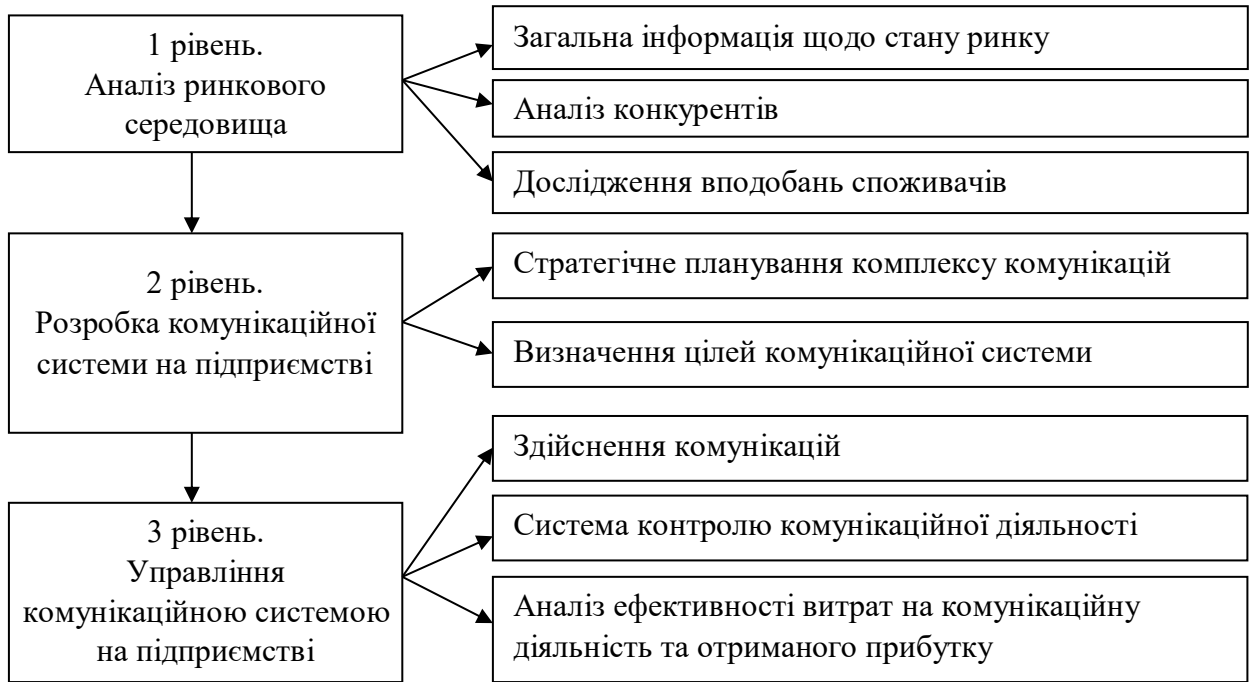 1 рівень.
Аналіз ринкового
середовища
Загальна інформація щодо стану ринку
Аналіз конкурентів
Дослідження вподобань споживачів
2 рівень.
Розробка комунікаційної
системи на підприємстві
Стратегічне планування комплексу комунікацій
Визначення цілей комунікаційної системи
3 рівень.
Управління
комунікаційною системою
на підприємстві
Здійснення комунікацій
Система контролю комунікаційної діяльності
Аналіз ефективності витрат на комунікаційну
діяльність та отриманого прибутку